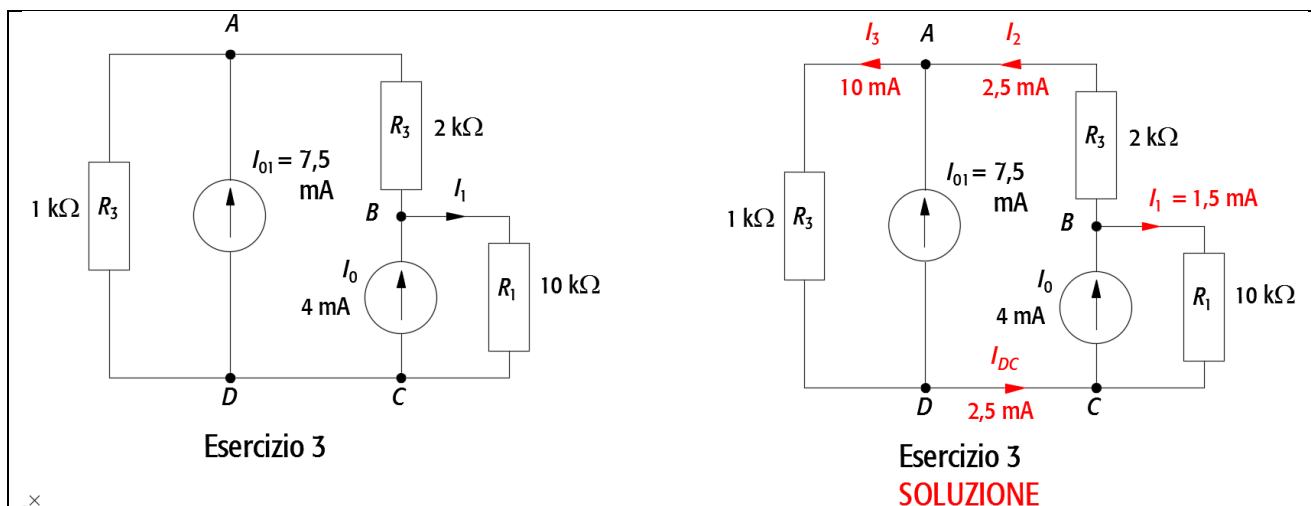 A
R3
2 kΩ
I01 = 7,5
mA
1 kΩ
R3
I1
B
I0
4 mA
R1
10 kΩ
D
C
Esercizio 3
I3
A
I2
10 mA
2,5 mA
R3
2 kΩ
I01 = 7,5
mA
1 kΩ
R3
I1 = 1,5 mA
B
I0
4 mA
R1
10 kΩ
IDC
D
2,5 mA
C
Esercizio 3
SOLUZIONE